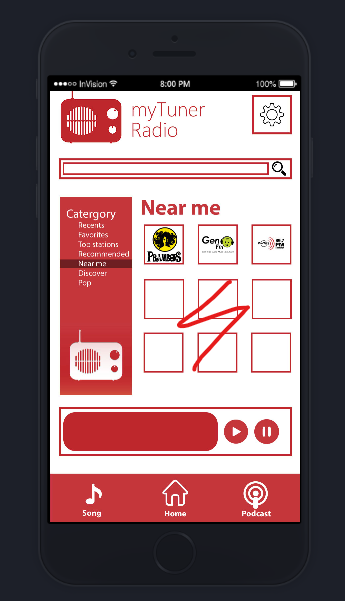 InVision
8:00 PM
100%
myTuner
Radio
Catergory
Recents
Favorites
Top stations
Recommended
Near me
Discover
Pop
Near me
Gen
FM
Song
Home
Podcast